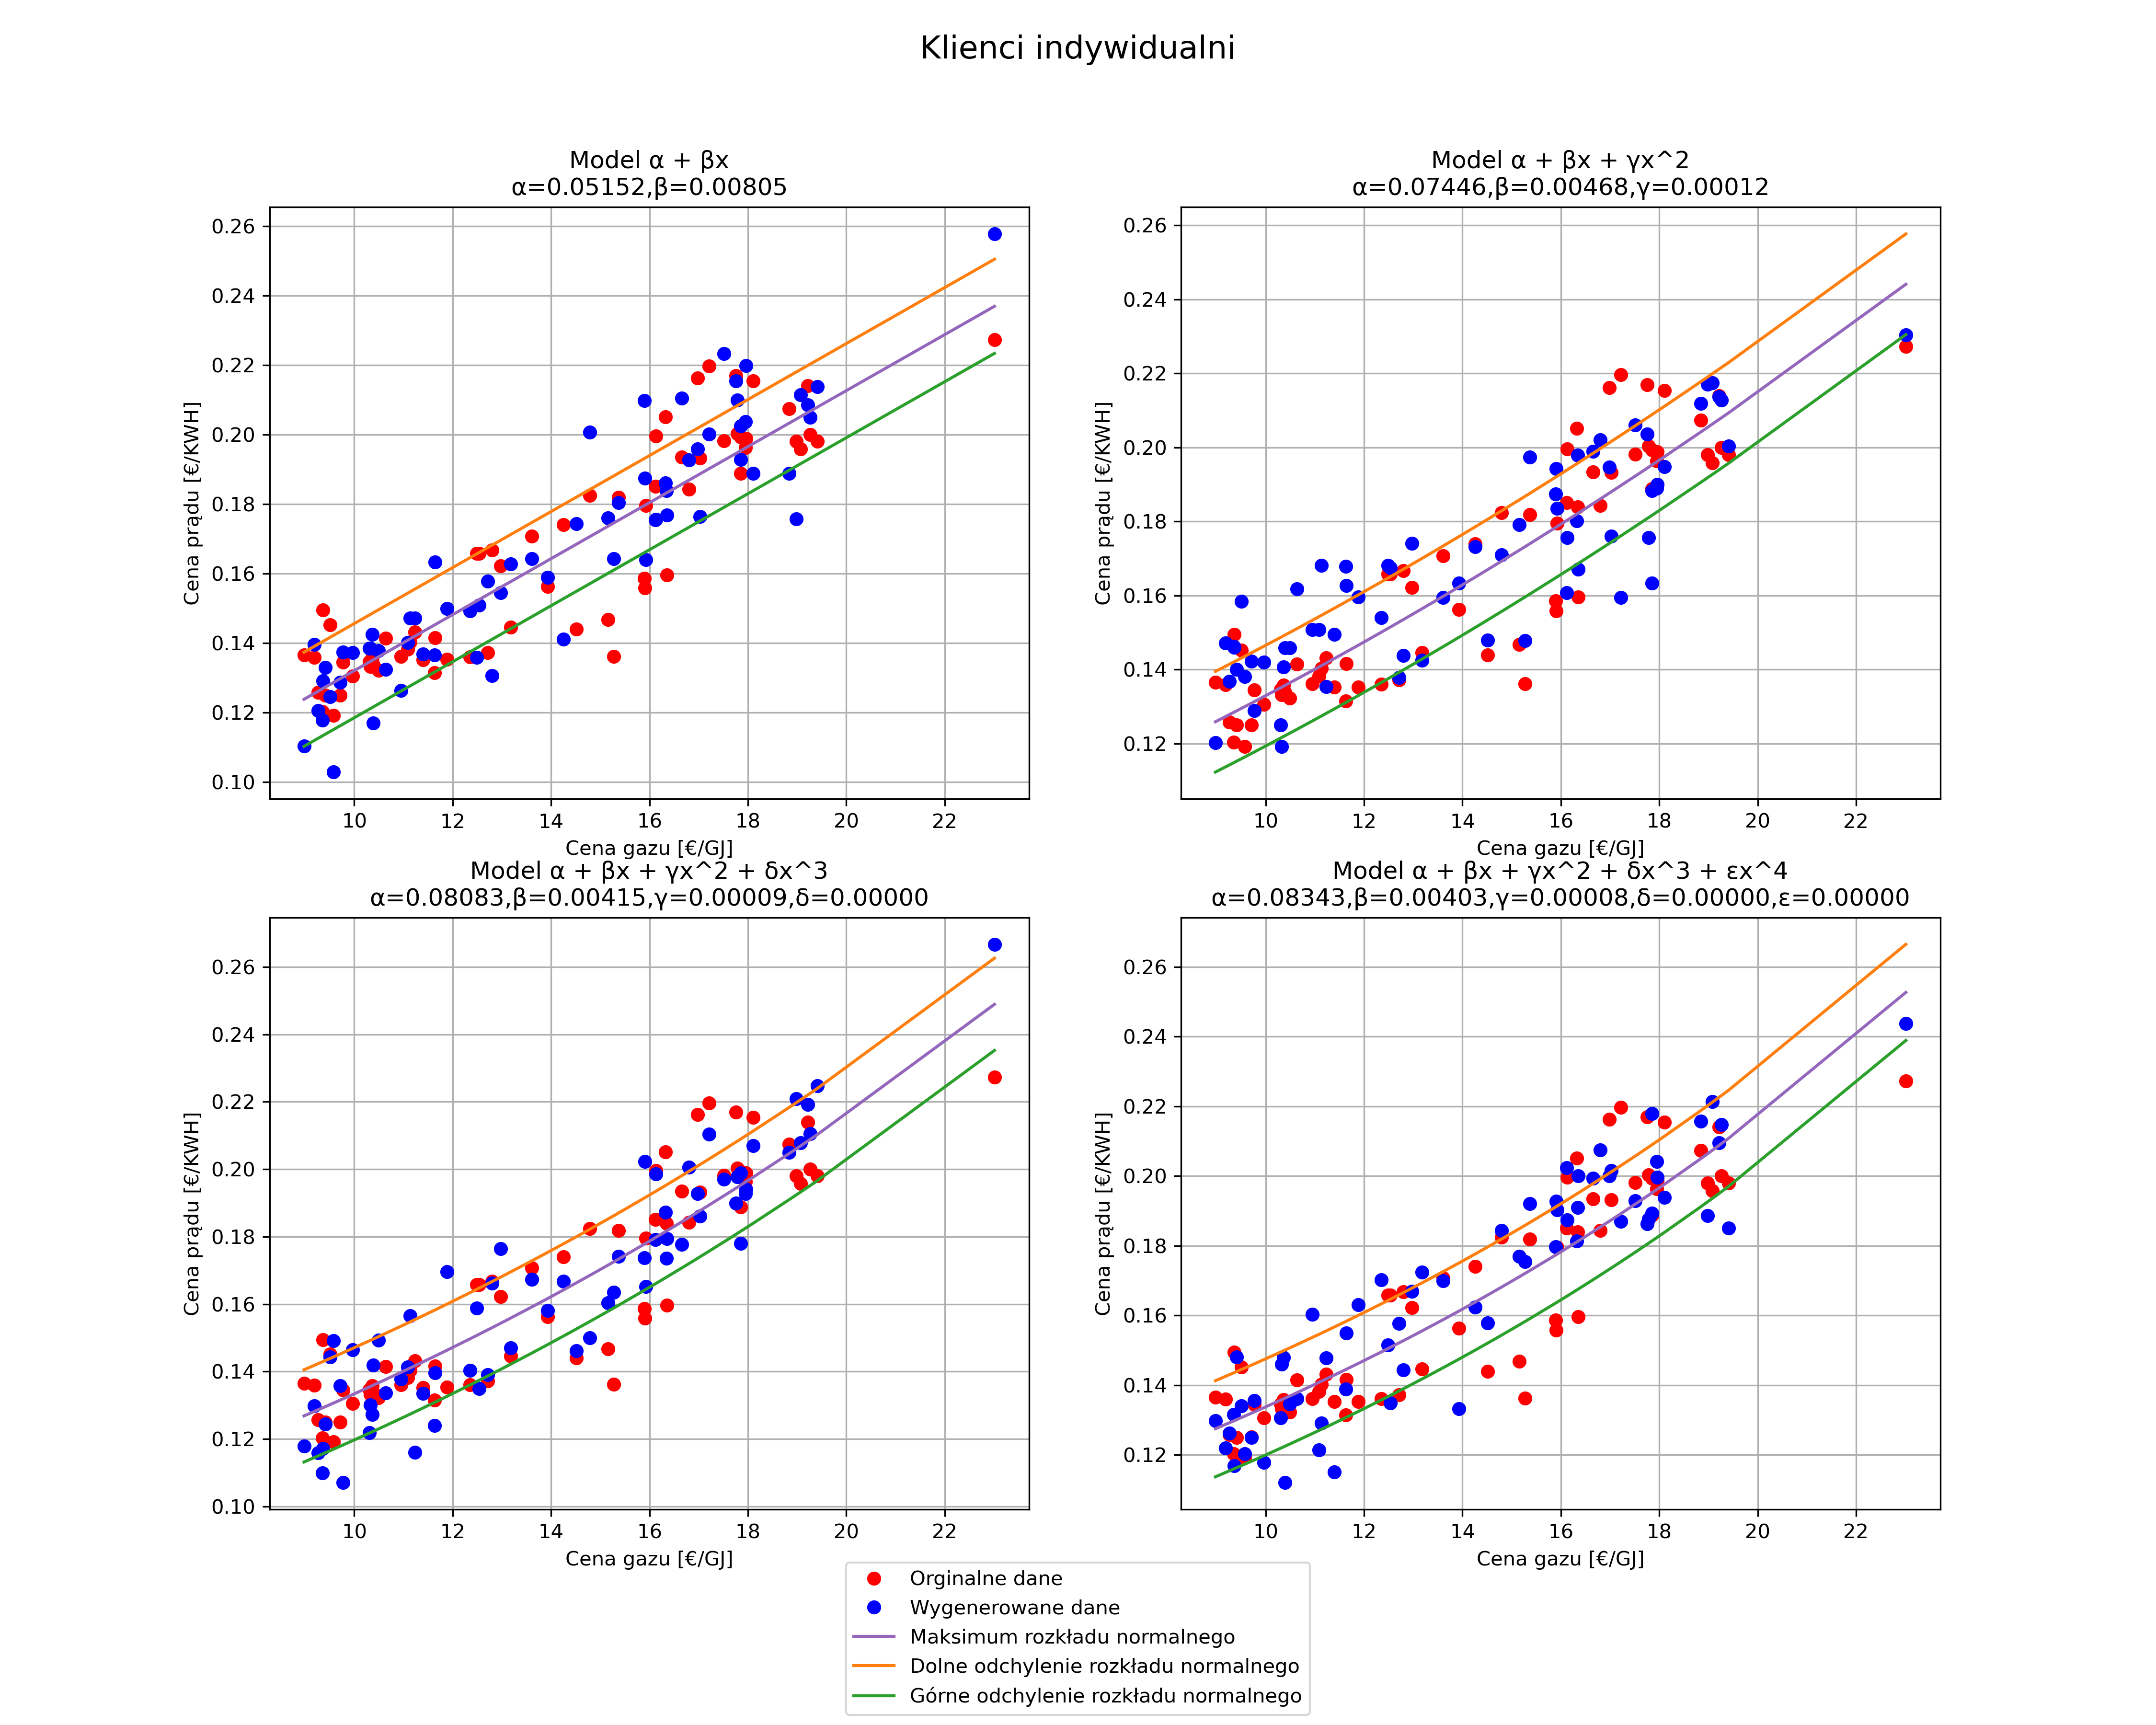 Klienci indywidualni
Model α + βx
α=0.05152,β=0.00805
0.26
0.24
0.22
0.20
0.18
0.16
0.14
0.12
0.10
Cena prądu [€/KWH]
10 12 14 16 18 20 22
Cena gazu [€/GJ]
Model α + βx + γx^2
α=0.07446,β=0.00468,γ=0.00012
0.26
0.24
0.22
0.20
0.18
0.16
0.14
0.12
Cena prądu [€/KWH]
10 12 14 16 18 20 22
Cena gazu [€/GJ]
Model α + βx + γx^2 + δx^3
α=0.08083,β=0.00415,γ=0.00009,δ=0.00000
0.26
0.24
0.22
0.20
0.18
0.16
0.14
0.12
0.10
Cena prądu [€/KWH]
10 12 14 16 18 20 22
Cena gazu [€/GJ]
Model α + βx + γx^2 + δx^3 + εx^4
α=0.08343,β=0.00403,γ=0.00008,δ=0.00000,ε=0.00000
0.26
0.24
0.22
0.20
0.18
0.16
0.14
0.12
Cena prądu [€/KWH]
10 12 14 16 18 20 22
Cena gazu [€/GJ]
Orginalne dane
Wygenerowane dane
Maksimum rozkładu normalnego
Dolne odchylenie rozkładu normalnego
Górne odchylenie rozkładu normalnego